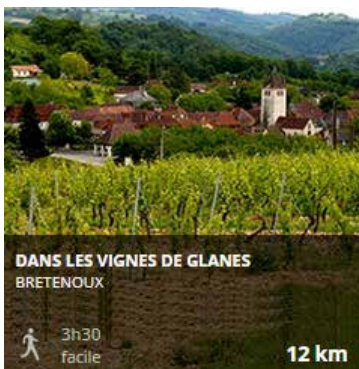 DANS LES VIGNES DE GLANES
BRETENOUX
3h30
facile
12 km